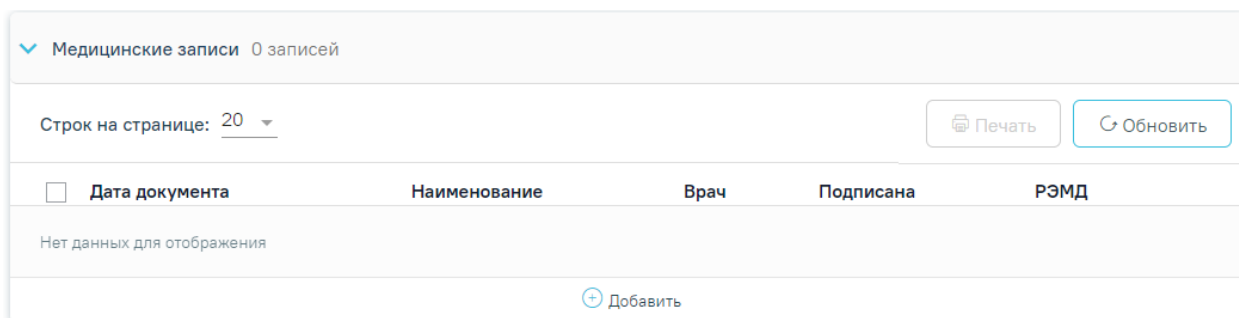 Медицинские записи 0 записей
Строк на странице: 20 Печать Обновить
Дата документа Наименование Врач Подписана РЭМД
Нет данных для отображения
Добавить